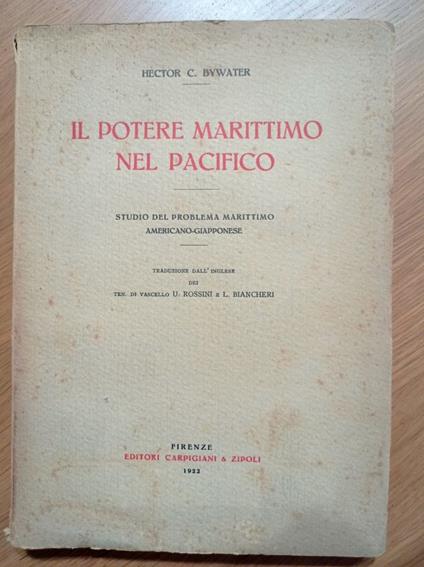 HECTOR C. BYWATER
IL POTERE MARITTIMO
NEL PACIFICO
STUDIO DEL PROBLEMA MARITTIMO
AMERICANO-GIAPPONESE
TRADUZIONE DALL'INGLESE
DEI
TEN. DI VASCELLO U. ROSSINI E L. BIANCHERI
FIRENZE
EDITORI CARPIGIANI & ZIPOLI
1922